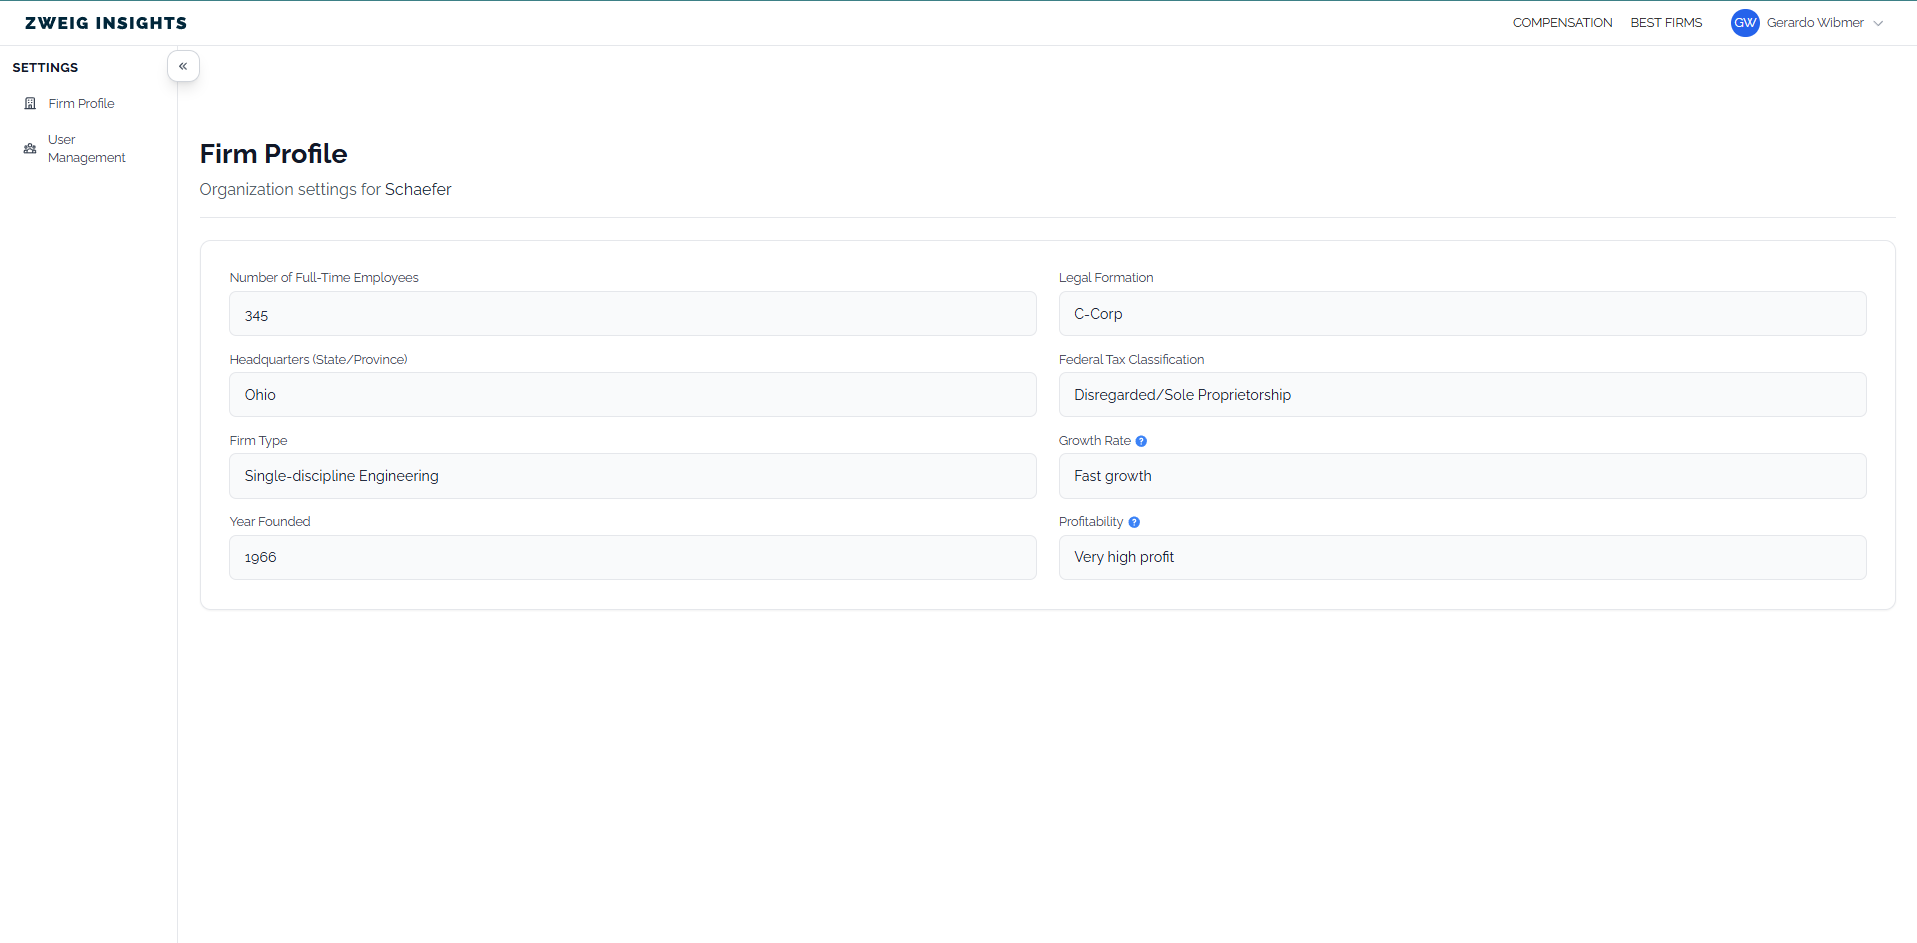 ZWEIG INSIGHTS
COMPENSATION
BEST FIRMS
GW
Gerardo Wibmer
SETTINGS
«
Firm Profile
User
Management
Firm Profile
Organization settings for Schaefer
Number of Full-Time Employees
345
Legal Formation
C-Corp
Headquarters (State/Province)
Ohio
Federal Tax Classification
Disregarded/Sole Proprietorship
Firm Type
Single-discipline Engineering
Growth Rate ?
Fast growth
Year Founded
1966
Profitability ?
Very high profit